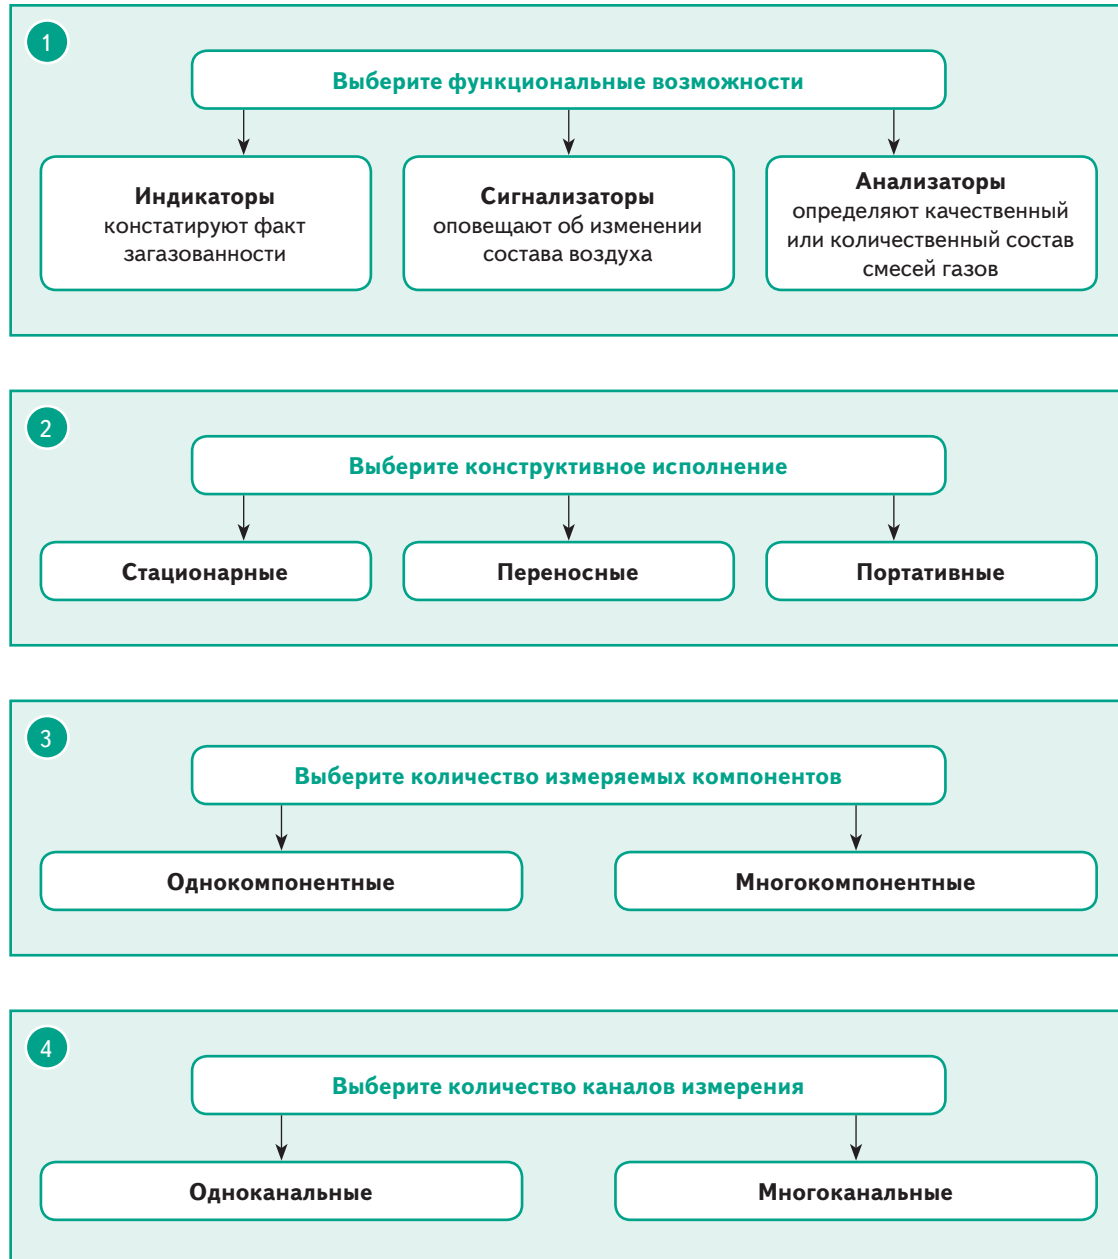 1
Выберите функциональные возможности
Индикаторы
констатируют факт
загазованности
Сигнализаторы
оповещают об изменении
состава воздуха
Анализаторы
определяют качественный
или количественный состав
смесей газов
2
Выберите конструктивное исполнение
Стационарные
Переносные
Портативные
3
Выберите количество измеряемых компонентов
Однокомпонентные
Многокомпонентные
4
Выберите количество каналов измерения
Одноканальные
Многоканальные